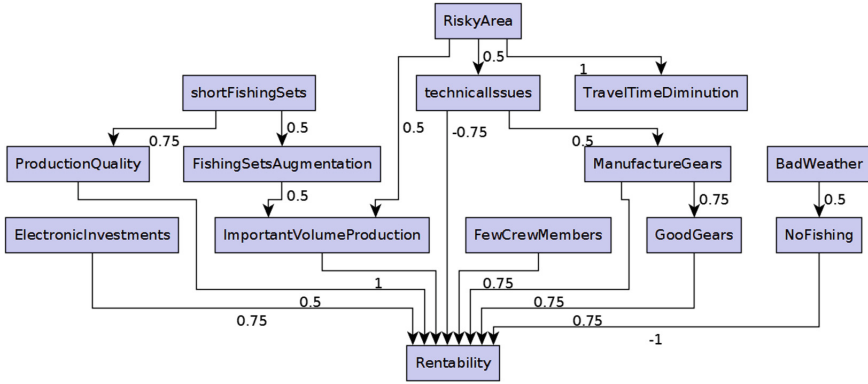 RiskyArea
0.5
1
shortFishingSets
technicalIssues
TravelTimeDiminution
0.75
0.5
0.5
-0.75
0.5
ProductionQuality
FishingSetsAugmentation
ManufactureGears
BadWeather
0.5
0.75
0.5
ElectronicInvestments
ImportantVolumeProduction
FewCrewMembers
GoodGears
NoFishing
1
0.75
0.5
0.75
0.75
0.75
-1
Rentability